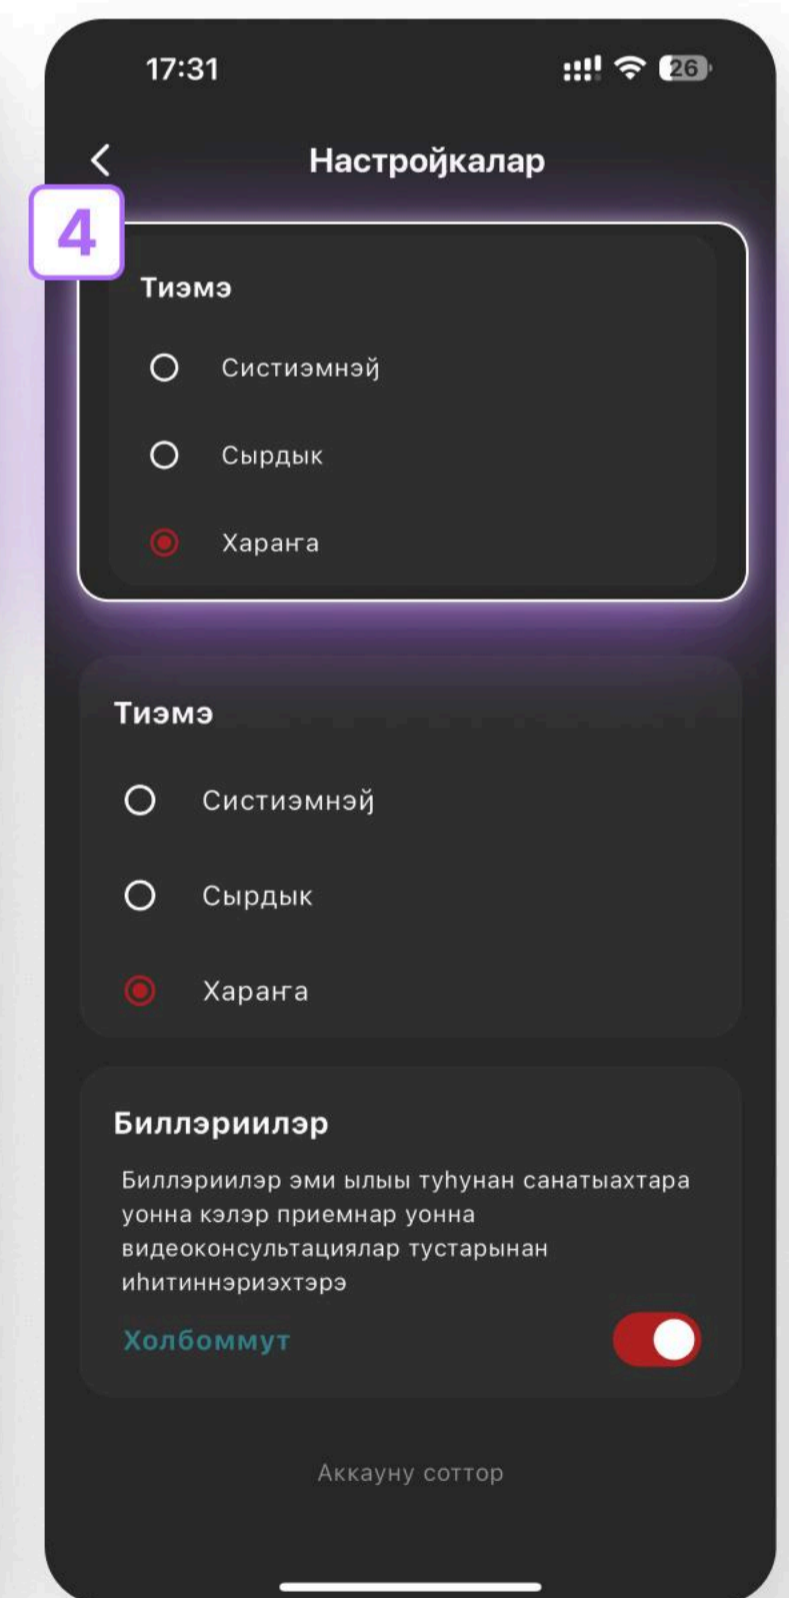 17:31
26
Настройкалар
4
Тиэмэ
Систиэмнэй
Сырдык
Хараҥа
Тиэмэ
Систиэмнэй
Сырдык
Хараҥа
Биллэриилэр
Биллэриилэр эми ылыы туһунан санатыахтара
уонна кэлэр приемнар уонна
видеоконсультациялар тустарынан
иһитиннэриэхтэрэ
Холбоммут
Аккауну соттор